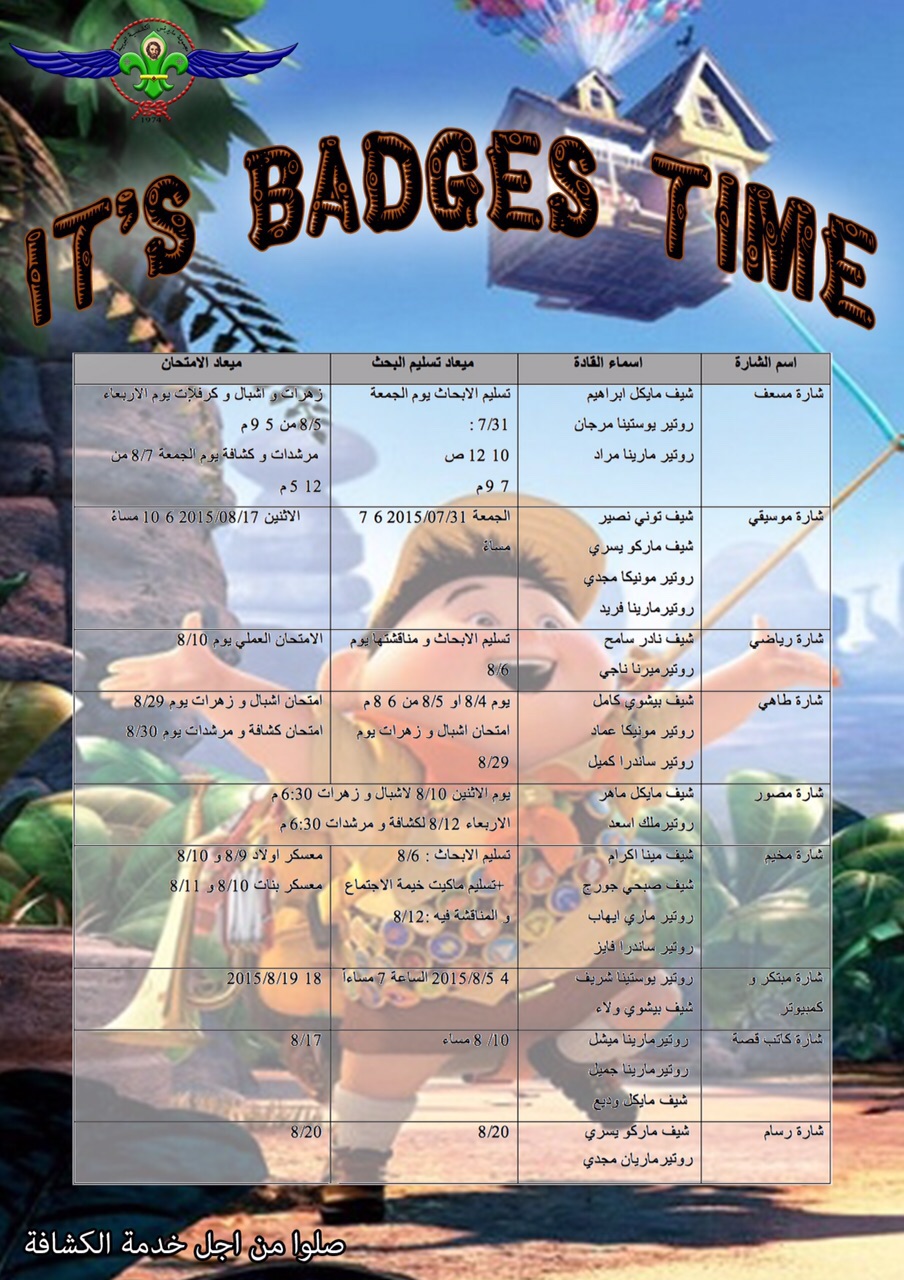 1974
IT'S BADGES TIME
اسم الشارة
اسماء القادة
ميعاد تسليم البحث
ميعاد الامتحان
شارة مسعف
شيف مايكل ابراهيم
روتير يوستينا مرجان
روتير مارينا مراد
تسليم الابحاث يوم الجمعة
7/31 :
10 12 ص
7 9 م
زهرات و اشبال و كرفلات يوم الاربعاء
8/5 من 5 9 م
مرشدات و كشافة يوم الجمعة 8/7 من
12 5 م
شارة موسيقي
شيف توني نصير
شيف ماركو يسري
روتير مونيكا مجدي
روتيرمارينا فريد
الجمعة 2015/07/31 6 7
مساءً
الاثنين 2015/08/17 6 10 مساءً
شارة رياضي
شيف نادر سامح
روتيرميرنا ناجي
تسليم الابحاث و مناقشتها يوم
8/6
الامتحان العملي يوم 8/10
شارة طاهي
شيف بيشوي كامل
روتير مونيكا عماد
روتير ساندرا كميل
يوم 8/4 او 8/5 من 6 8 م
امتحان اشبال و زهرات يوم
8/29
امتحان اشبال و زهرات يوم 8/29
امتحان كشافة و مرشدات يوم 8/30
شارة مصور
شيف مايكل ماهر
روتيرملك اسعد
يوم الاثنين 8/10 لاشبال و زهرات 6:30 م
الاربعاء 8/12 لكشافة و مرشدات 6:30 م
شارة مخيم
شيف مينا اكرام
شيف صبحي جورج
روتير ماري ايهاب
روتير ساندرا فايز
تسليم الابحاث : 8/6
+تسليم ماكيت خيمة الاجتماع
و المناقشة فيه :8/12
معسكر اولاد 8/9 و 8/10
معسكر بنات 8/10 و 8/11
شارة مبتكر و
كمبيوتر
روتير يوستينا شريف
شيف بيشوي ولاء
4 2015/8/5 الساعة 7 مساءاً
18 2015/8/19
شارة كاتب قصة
روتيرمارينا ميشل
روتيرمارينا جميل
شيف مايكل وديع
8 /10 مساء
8/17
شارة رسام
شيف ماركو يسري
روتيرماريان مجدي
8/20
8/20
صلوا من اجل خدمة الكشافة